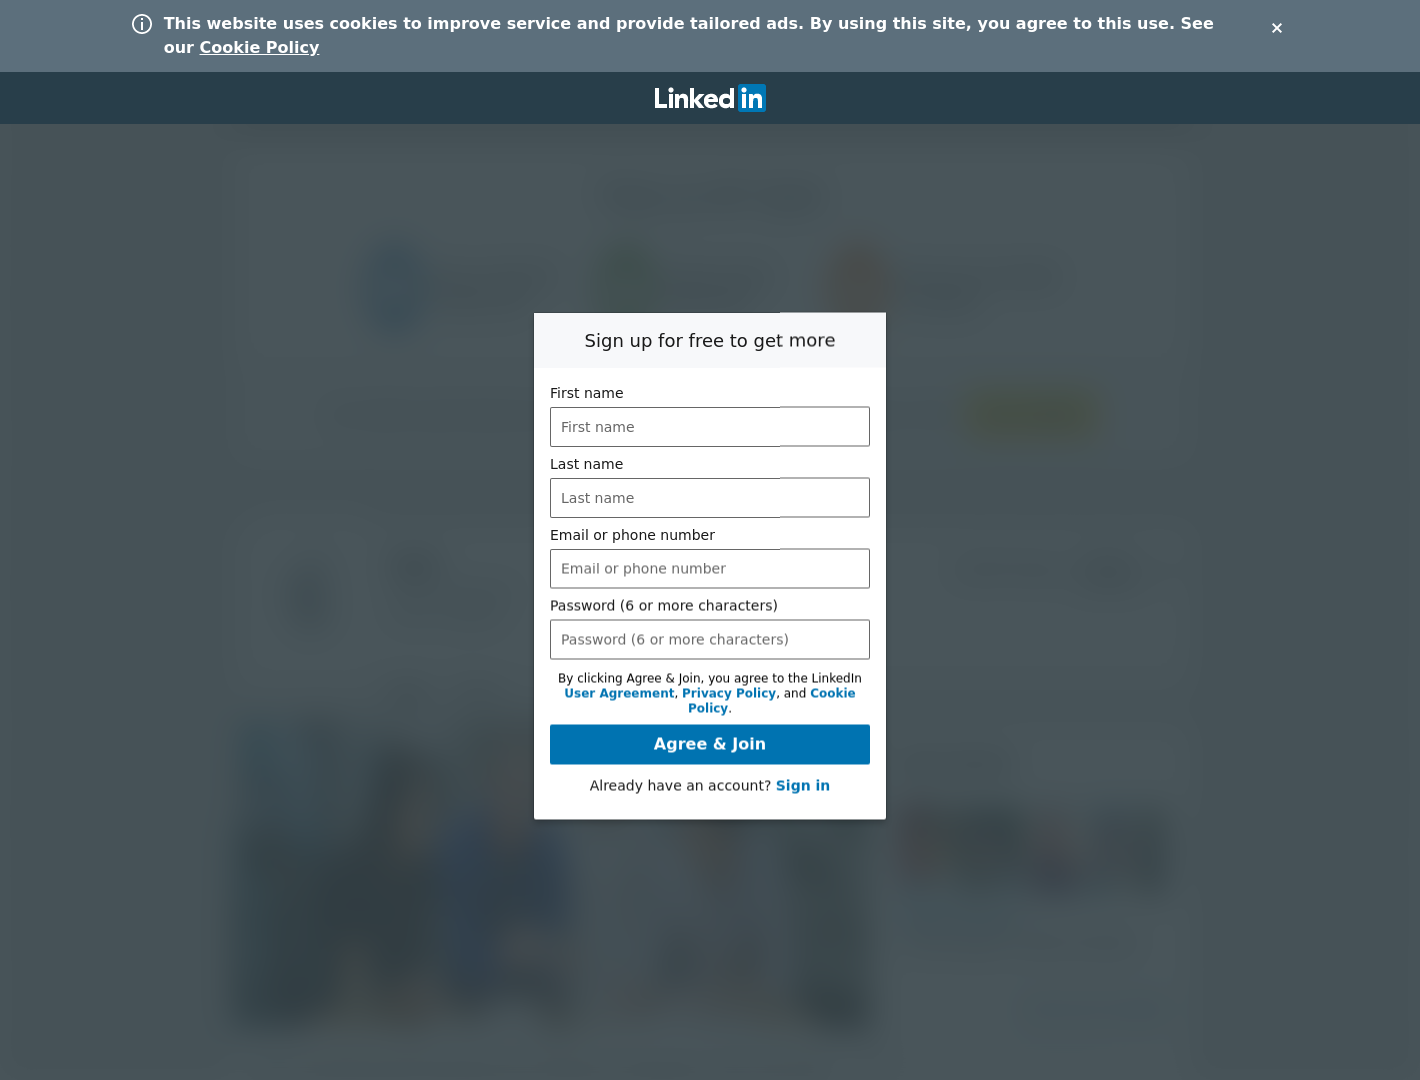 This website uses cookies to improve service and provide tailored ads. By using this site, you agree to this use. See
our Cookie Policy
×
Linked in
Sign up for free to get more
First name
First name
Last name
Last name
Email or phone number
Email or phone number
Password (6 or more characters)
Password (6 or more characters)
By clicking Agree & Join, you agree to the LinkedIn
User Agreement, Privacy Policy, and Cookie
Policy.
Agree & Join
Already have an account? Sign in